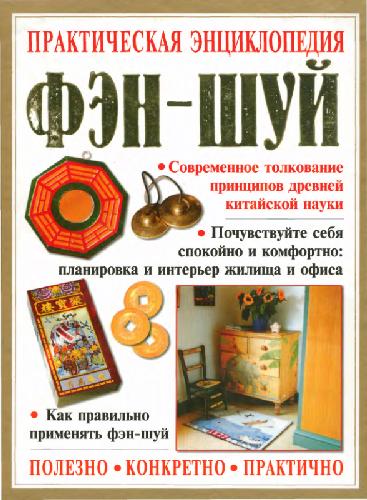 ПРАКТИЧЕСКАЯ ЭНЦИКЛОПЕДИЯ
ФЭН-ШУЙ
• Современное толкование
принципов древней
китайской науки
• Почувствуйте себя
спокойно и комфортно:
планировка и интерьер жилища и офиса
• Как правильно
применять фэн-шуй
ПОЛЕЗНО • КОНКРЕТНО • ПРАКТИЧНО